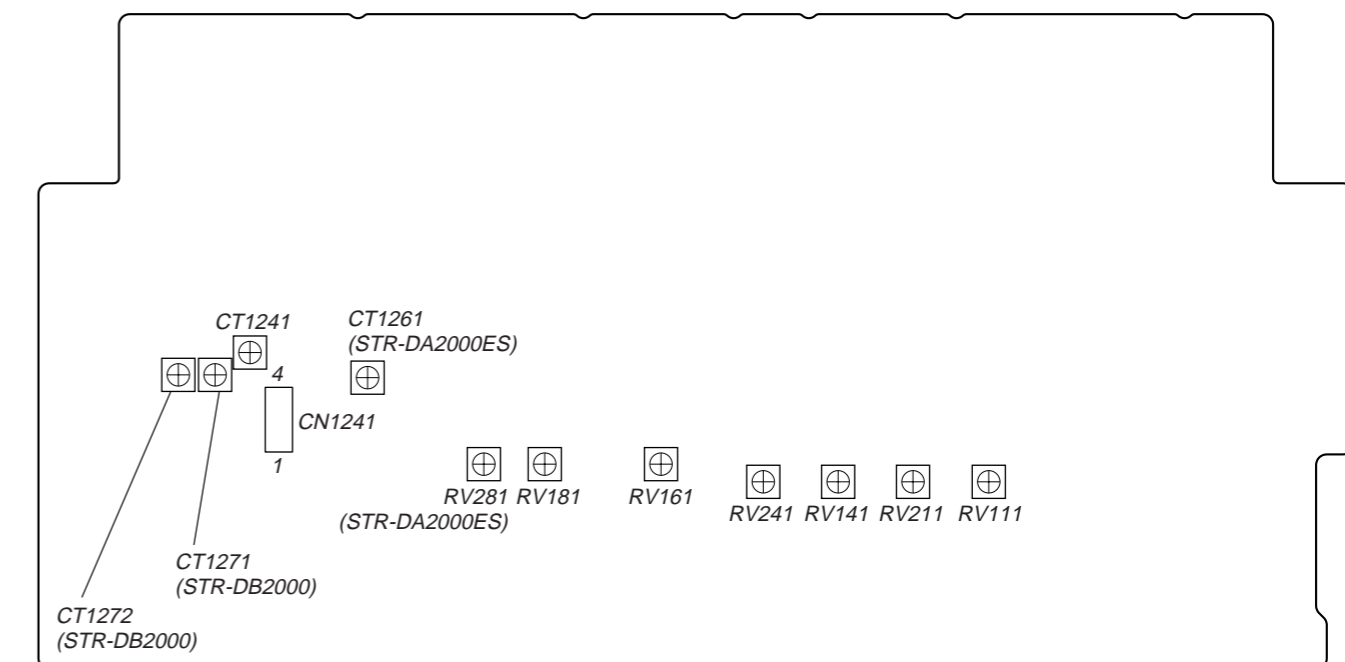 CT1241
CT1261
(STR-DA2000ES)
4
CN1241
1
RV281 RV181 RV161 RV241 RV141 RV211 RV111
(STR-DA2000ES)
CT1271
(STR-DB2000)
CT1272
(STR-DB2000)